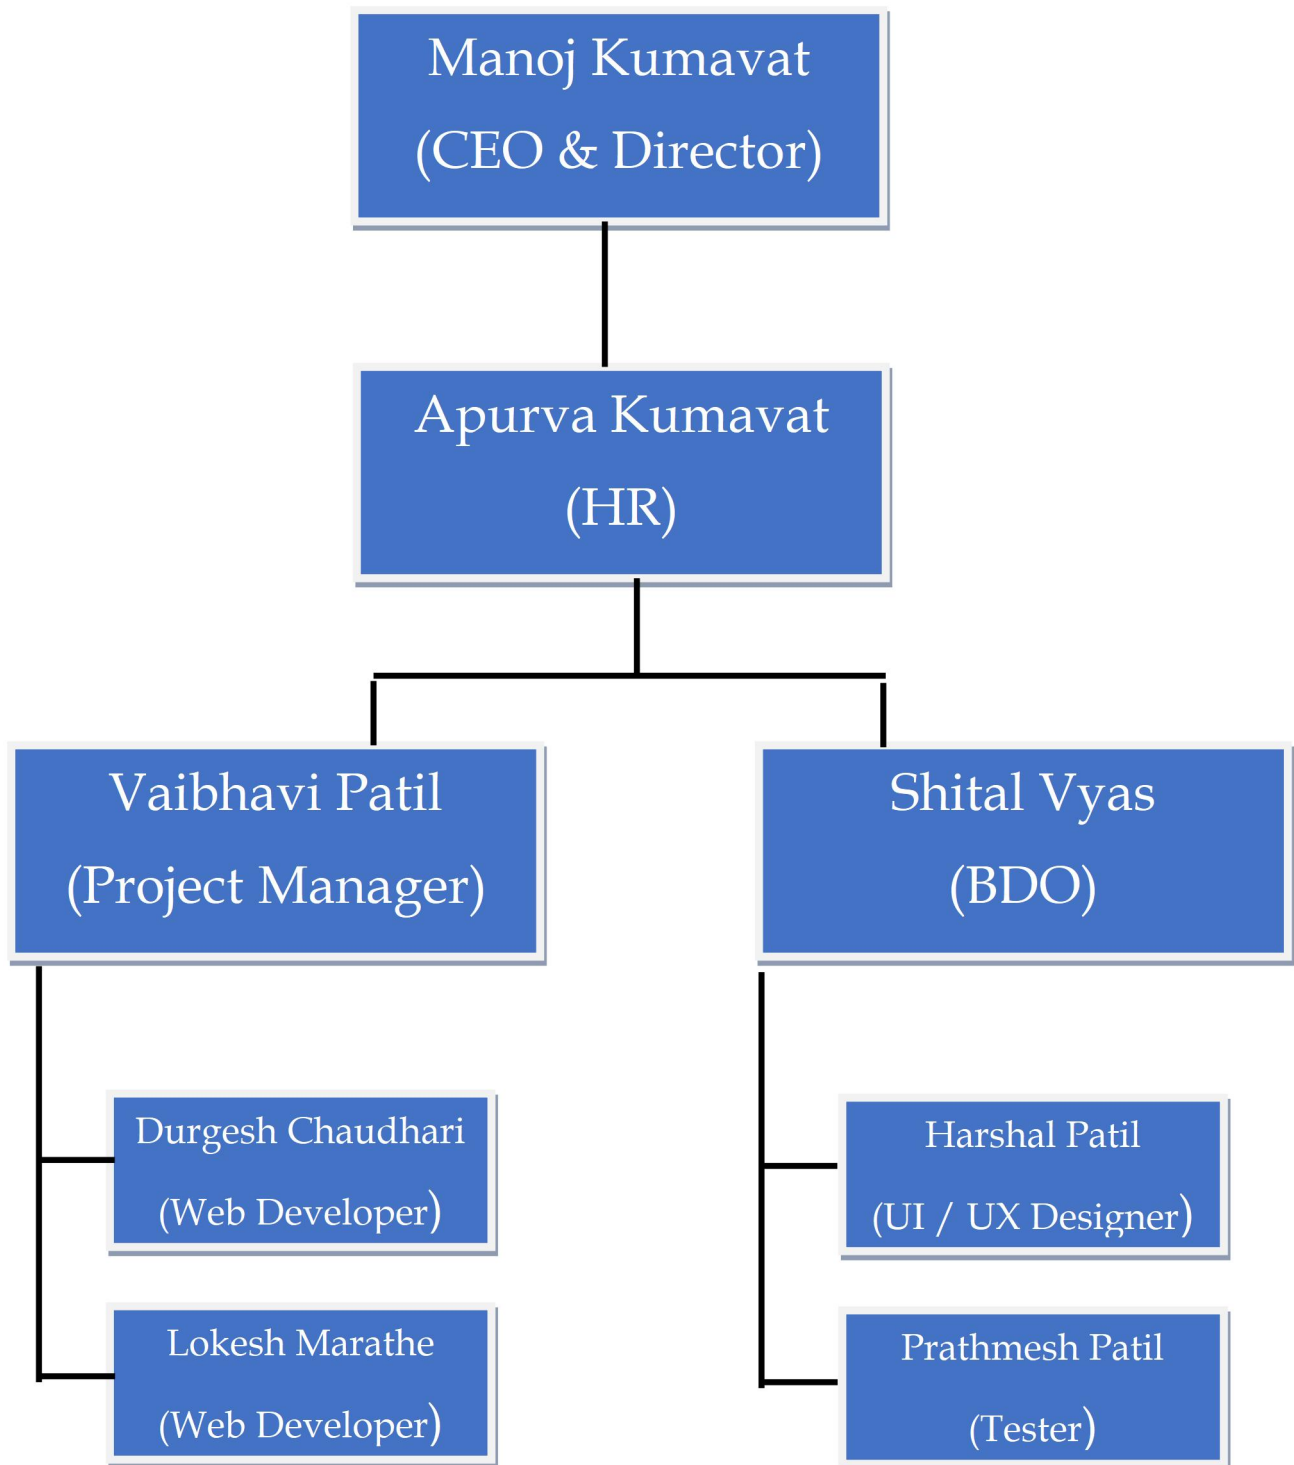 Manoj Kumavat
(CEO & Director)
Apurva Kumavat
(HR)
Vaibhavi Patil
(Project Manager)
Shital Vyas
(BDO)
Durgesh Chaudhari
(Web Developer)
Lokesh Marathe
(Web Developer)
Harshal Patil
(UI / UX Designer)
Prathmesh Patil
(Tester)